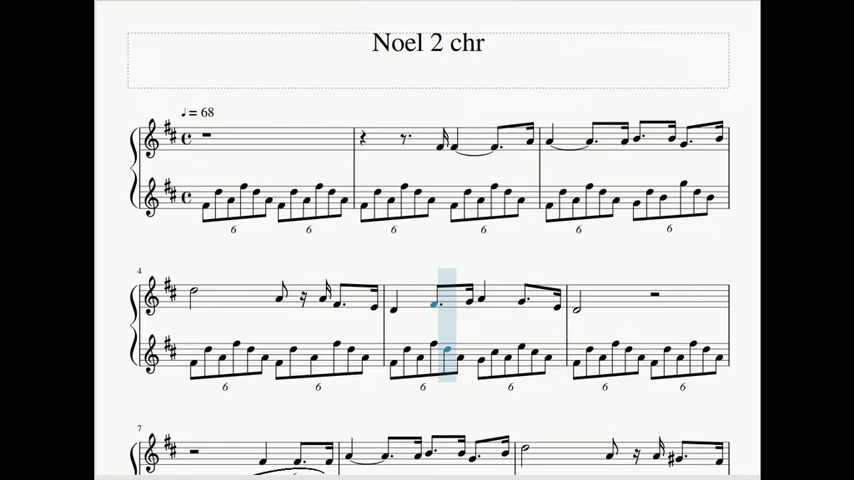 Noel 2 chr
♩ = 68
6 6 6 6 6 6
4
6 6 6 6 6 6
7